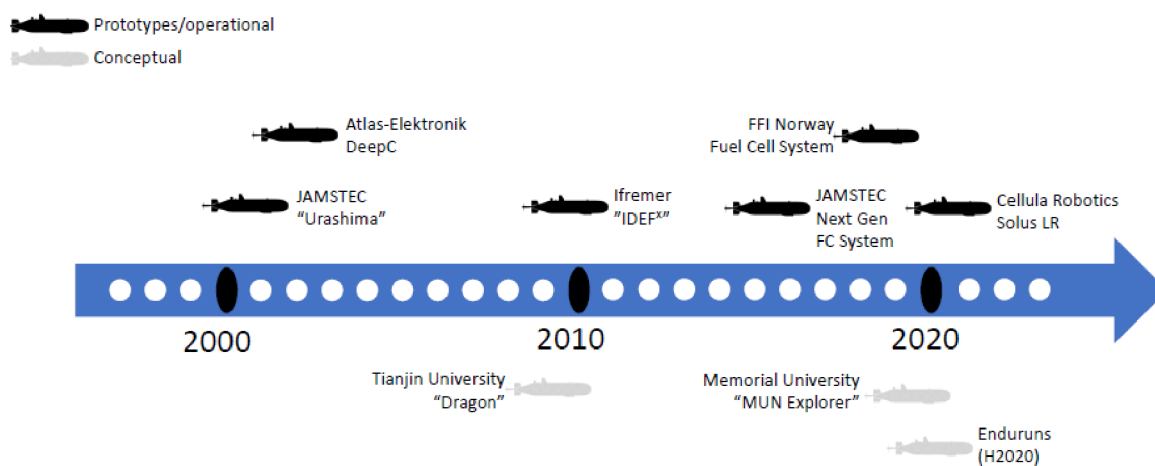 Prototypes/operational
Conceptual
Atlas-Elektronik
DeepC
FFI Norway
Fuel Cell System
JAMSTEC
“Urashima”
Ifremer
”IDEFˣ”
JAMSTEC
Next Gen
FC System
Cellula Robotics
Solus LR
2000
2010
2020
Tianjin University
“Dragon”
Memorial University
“MUN Explorer”
Enduruns
(H2020)